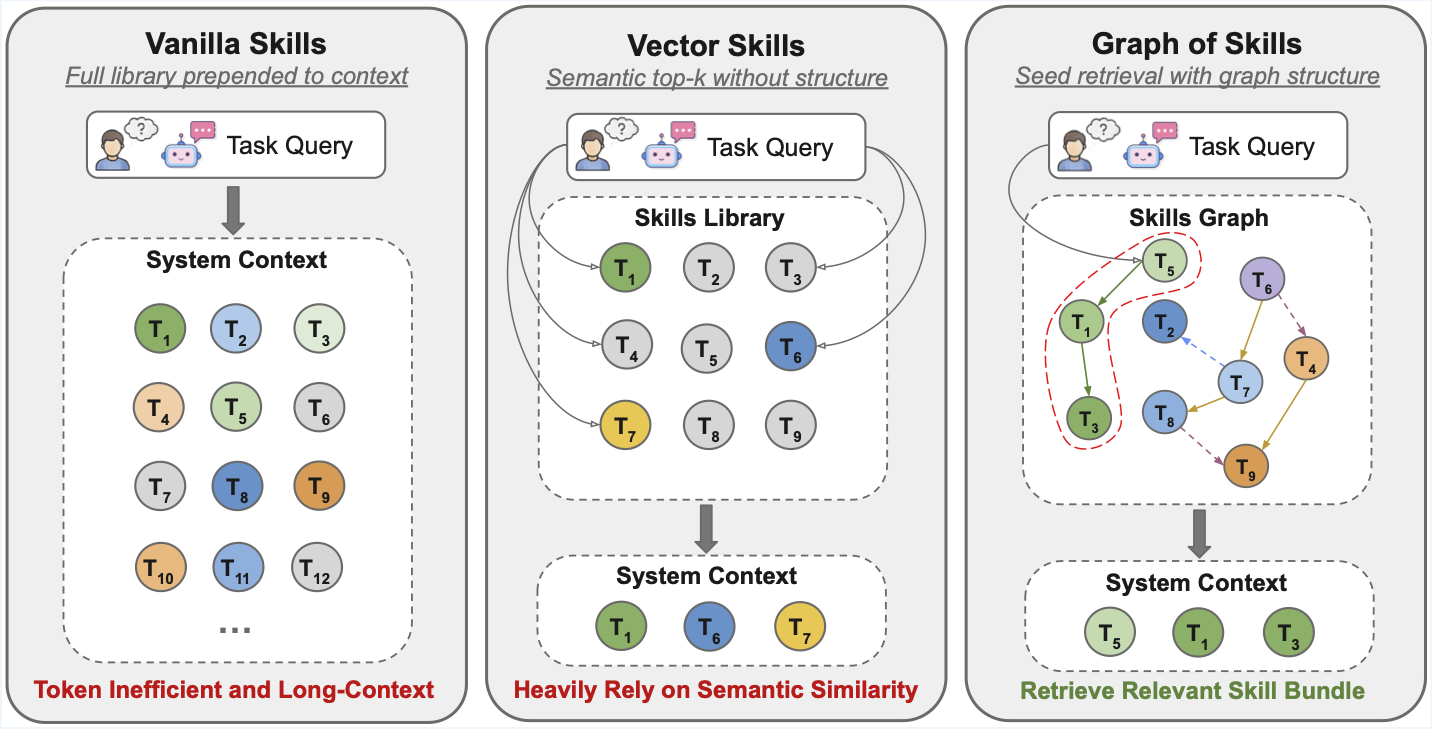 Vanilla Skills
Full library prepended to context
? Task Query
System Context
T1 T2 T3
T4 T5 T6
T7 T8 T9
T10 T11 T12
...
Token Inefficient and Long-Context
Vector Skills
Semantic top-k without structure
? Task Query
Skills Library
T1 T2 T3
T4 T5 T6
T7 T8 T9
System Context
T1 T6 T7
Heavily Rely on Semantic Similarity
Graph of Skills
Seed retrieval with graph structure
? Task Query
Skills Graph
T5
T6
T1 T2
T4
T7
T8
T3
T9
System Context
T5 T1 T3
Retrieve Relevant Skill Bundle